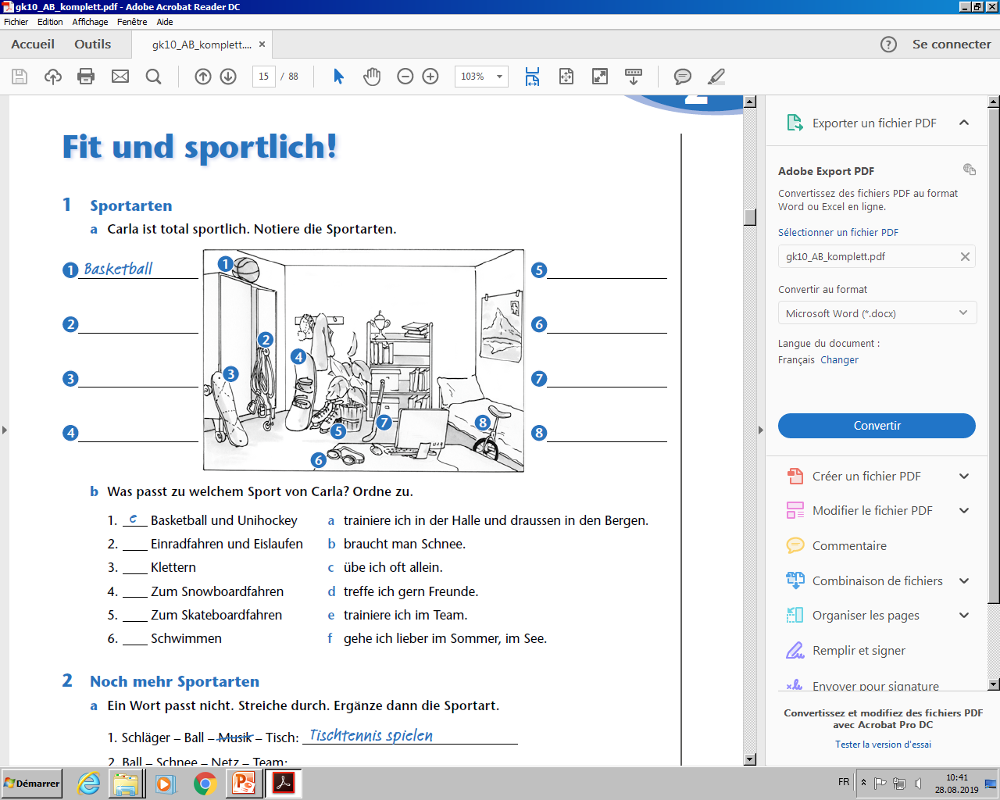 gk10_AB_komplett.pdf - Adobe Acrobat Reader DC
Fichier Edition Affichage Fenêtre Aide
Accueil Outils gk10_AB_komplett.... × ? Se connecter
15 / 88 103%
2
Fit und sportlich!
1 Sportarten
a Carla ist total sportlich. Notiere die Sportarten.
1 Basketball
2
3
4
1
2
3
4
5
6
7
8
5
6
7
8
b Was passt zu welchem Sport von Carla? Ordne zu.
1. e Basketball und Unihockey a trainiere ich in der Halle und draussen in den Bergen.
2. ___ Einradfahren und Eislaufen b braucht man Schnee.
3. ___ Klettern c übe ich oft allein.
4. ___ Zum Snowboardfahren d treffe ich gern Freunde.
5. ___ Zum Skateboardfahren e trainiere ich im Team.
6. ___ Schwimmen f gehe ich lieber im Sommer, im See.
2 Noch mehr Sportarten
a Ein Wort passt nicht. Streiche durch. Ergänze dann die Sportart.
1. Schläger – Ball – Musik – Tisch: Tischtennis spielen
2. Ball – Schnee – Netz – Team:
Exporter un fichier PDF
Adobe Export PDF
Convertissez des fichiers PDF au format
Word ou Excel en ligne.
Sélectionner un fichier PDF
gk10_AB_komplett.pdf
Convertir au format
Microsoft Word (*.docx)
Langue du document :
Français Changer
Convertir
Créer un fichier PDF
Modifier le fichier PDF
Commentaire
Combinaison de fichiers
Organiser les pages
Remplir et signer
Envoyer pour signature
Convertissez et modifiez des fichiers PDF
avec Acrobat Pro DC
Tester la version d'essai
Démarrer FR 10:41
28.08.2019